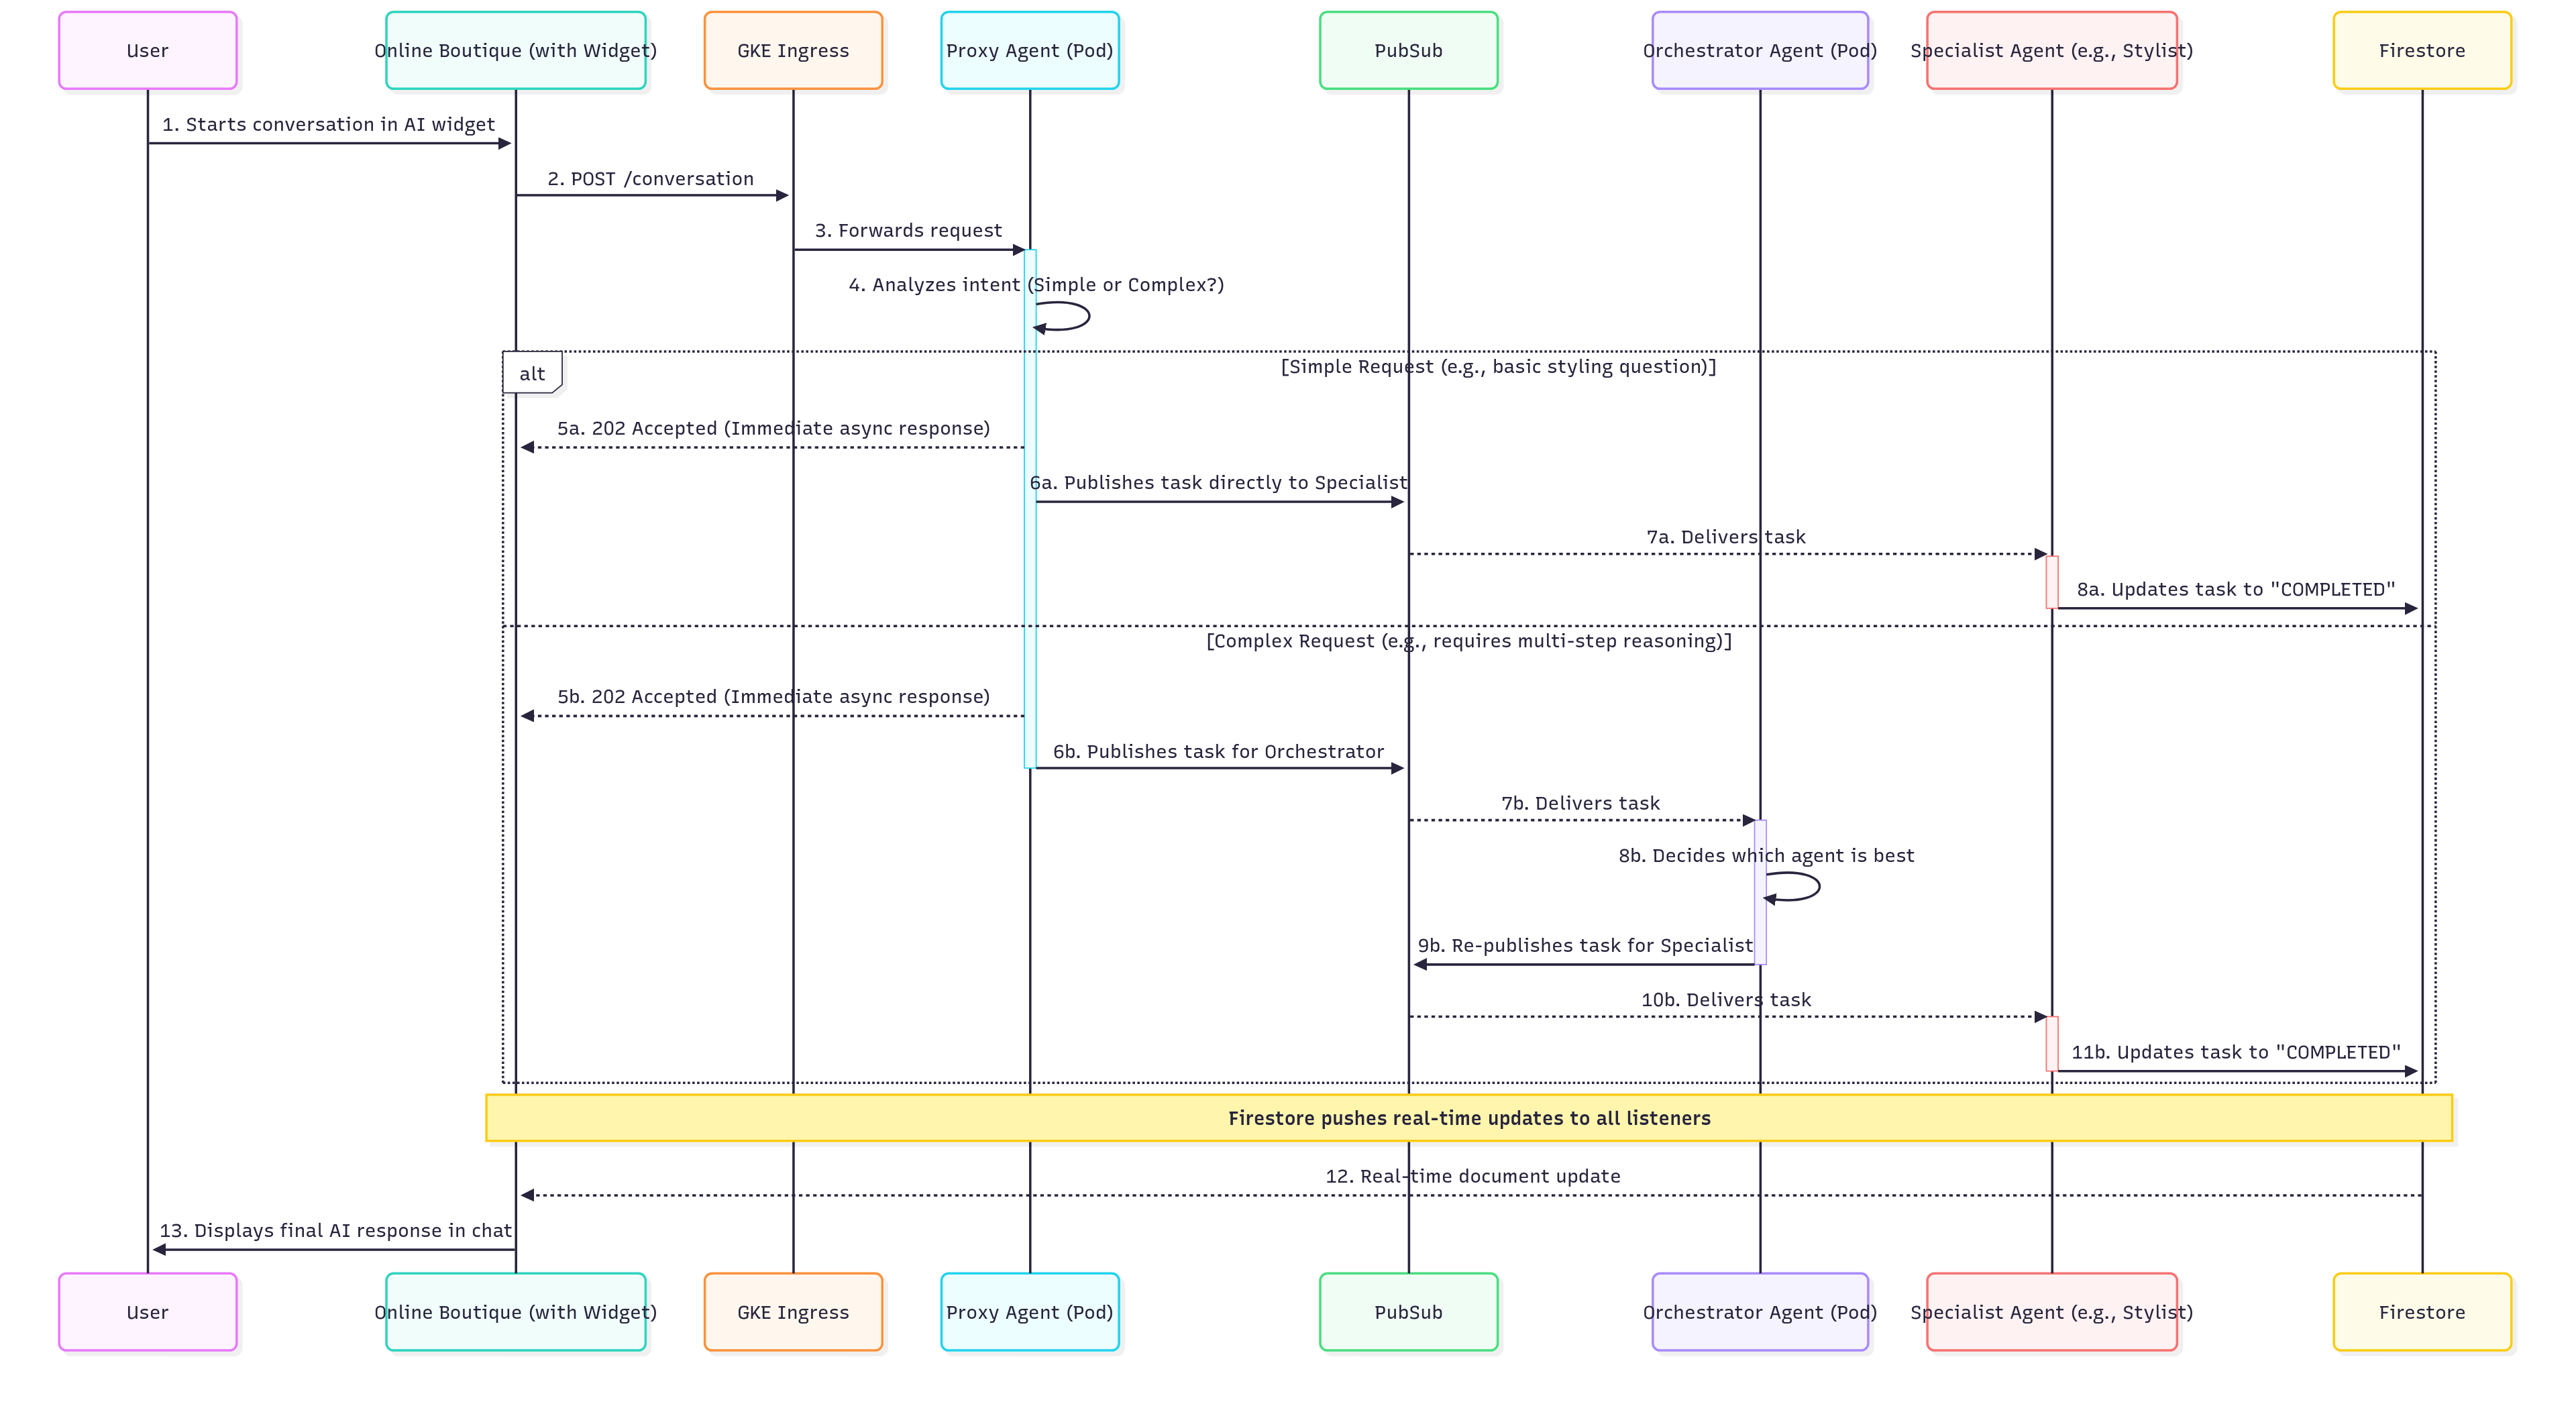 User
Online Boutique (with Widget)
GKE Ingress
Proxy Agent (Pod)
PubSub
Orchestrator Agent (Pod)
Specialist Agent (e.g., Stylist)
Firestore
1. Starts conversation in AI widget
2. POST /conversation
3. Forwards request
4. Analyzes intent (Simple or Complex?)
alt
[Simple Request (e.g., basic styling question)]
5a. 202 Accepted (Immediate async response)
6a. Publishes task directly to Specialist
7a. Delivers task
8a. Updates task to "COMPLETED"
[Complex Request (e.g., requires multi-step reasoning)]
5b. 202 Accepted (Immediate async response)
6b. Publishes task for Orchestrator
7b. Delivers task
8b. Decides which agent is best
9b. Re-publishes task for Specialist
10b. Delivers task
11b. Updates task to "COMPLETED"
Firestore pushes real-time updates to all listeners
12. Real-time document update
13. Displays final AI response in chat
User
Online Boutique (with Widget)
GKE Ingress
Proxy Agent (Pod)
PubSub
Orchestrator Agent (Pod)
Specialist Agent (e.g., Stylist)
Firestore